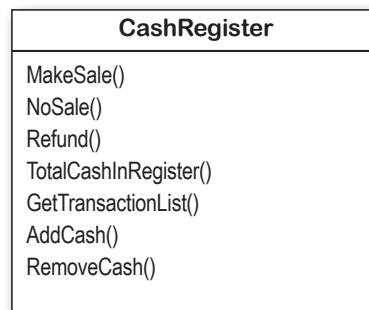 CashRegister
MakeSale()
NoSale()
Refund()
TotalCashInRegister()
GetTransactionList()
AddCash()
RemoveCash()